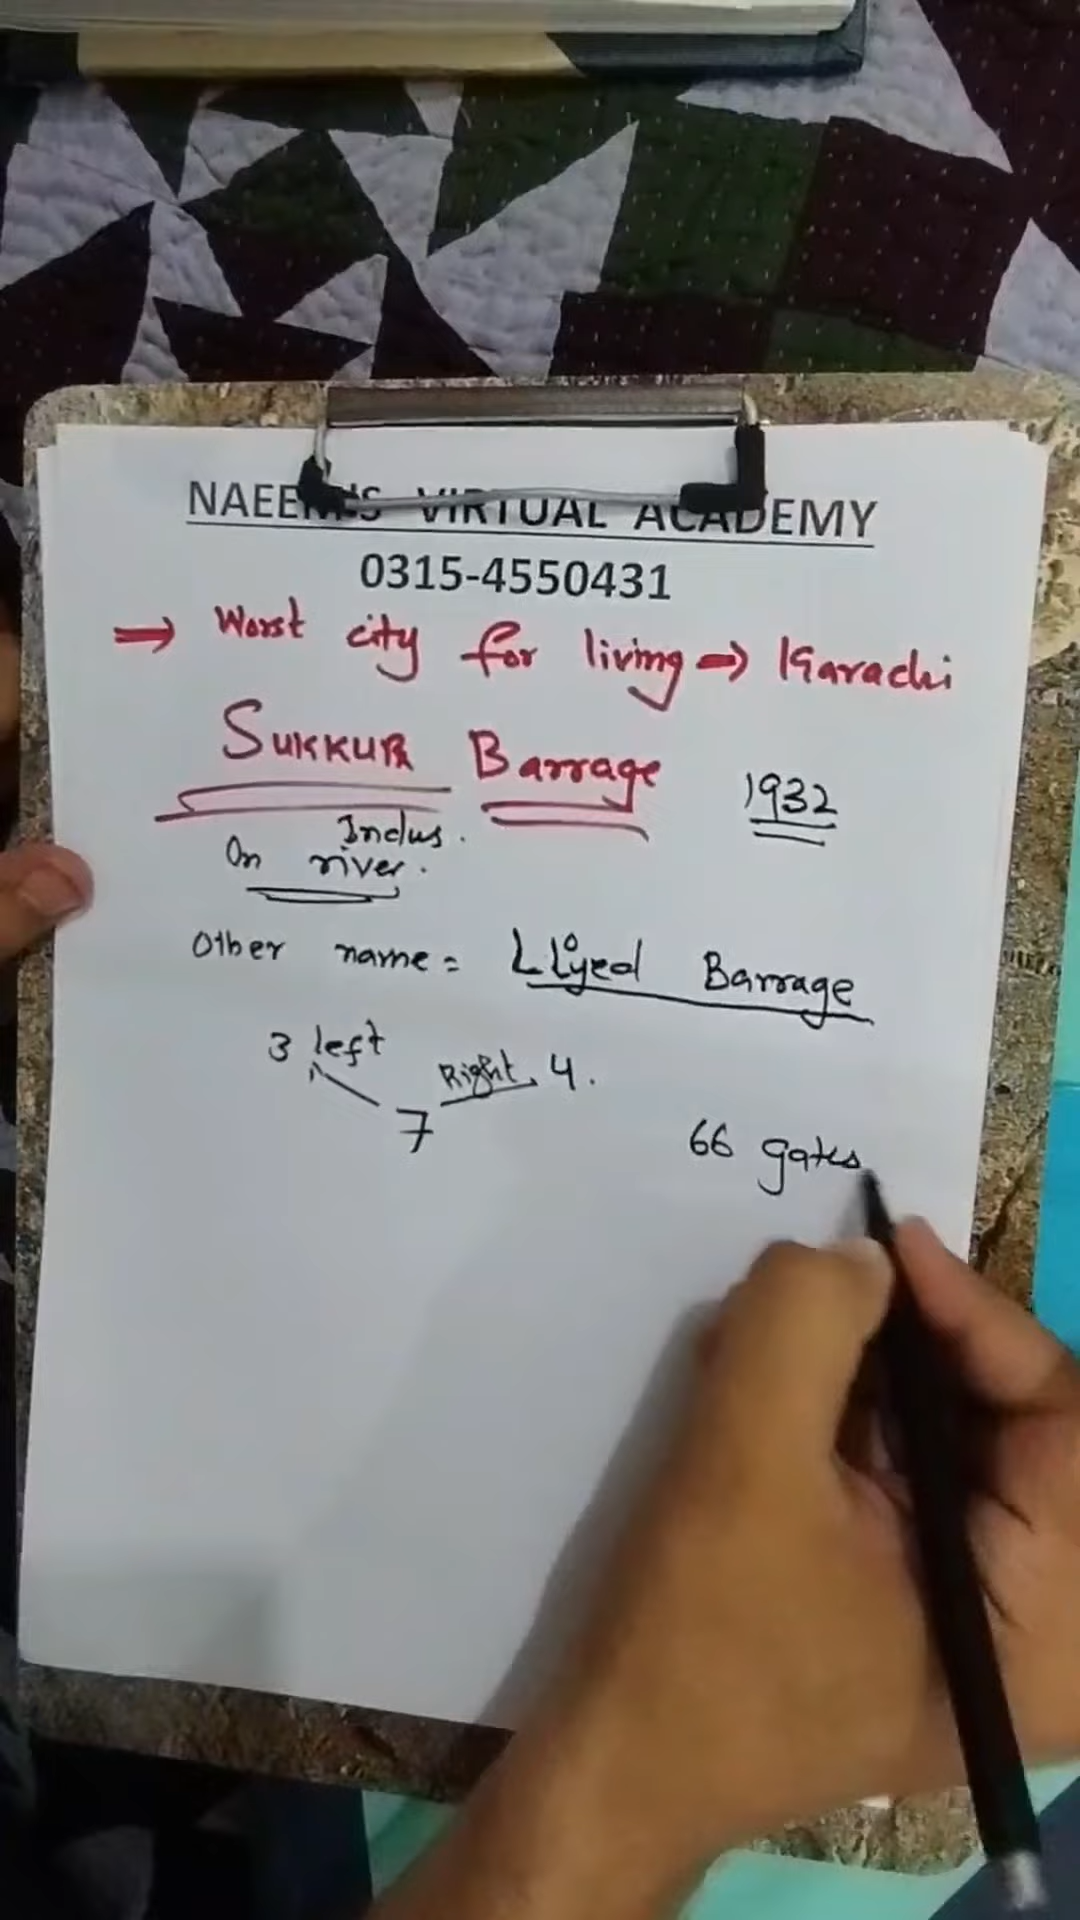 NAEEM'S VIRTUAL ACADEMY
0315-4550431
⇒ Worst city for living → Karachi
SUKKUR Barrage 1932
On Indus river.
Other name = LLoyed Barrage
3 left Right 4.
7
66 gates